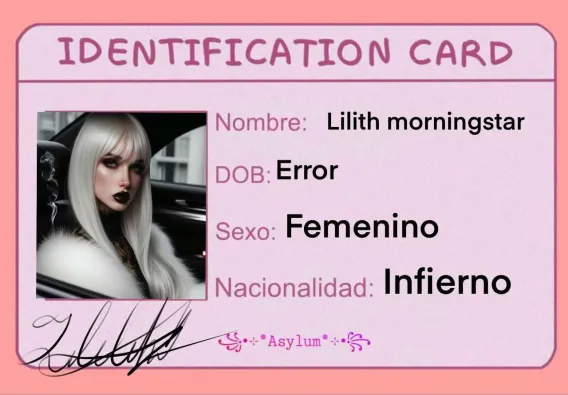 IDENTIFICATION CARD
Nombre: Lilith morningstar
DOB: Error
Sexo: Femenino
Nacionalidad: Infierno
꧁•⊹٭Asylum٭⊹•꧂